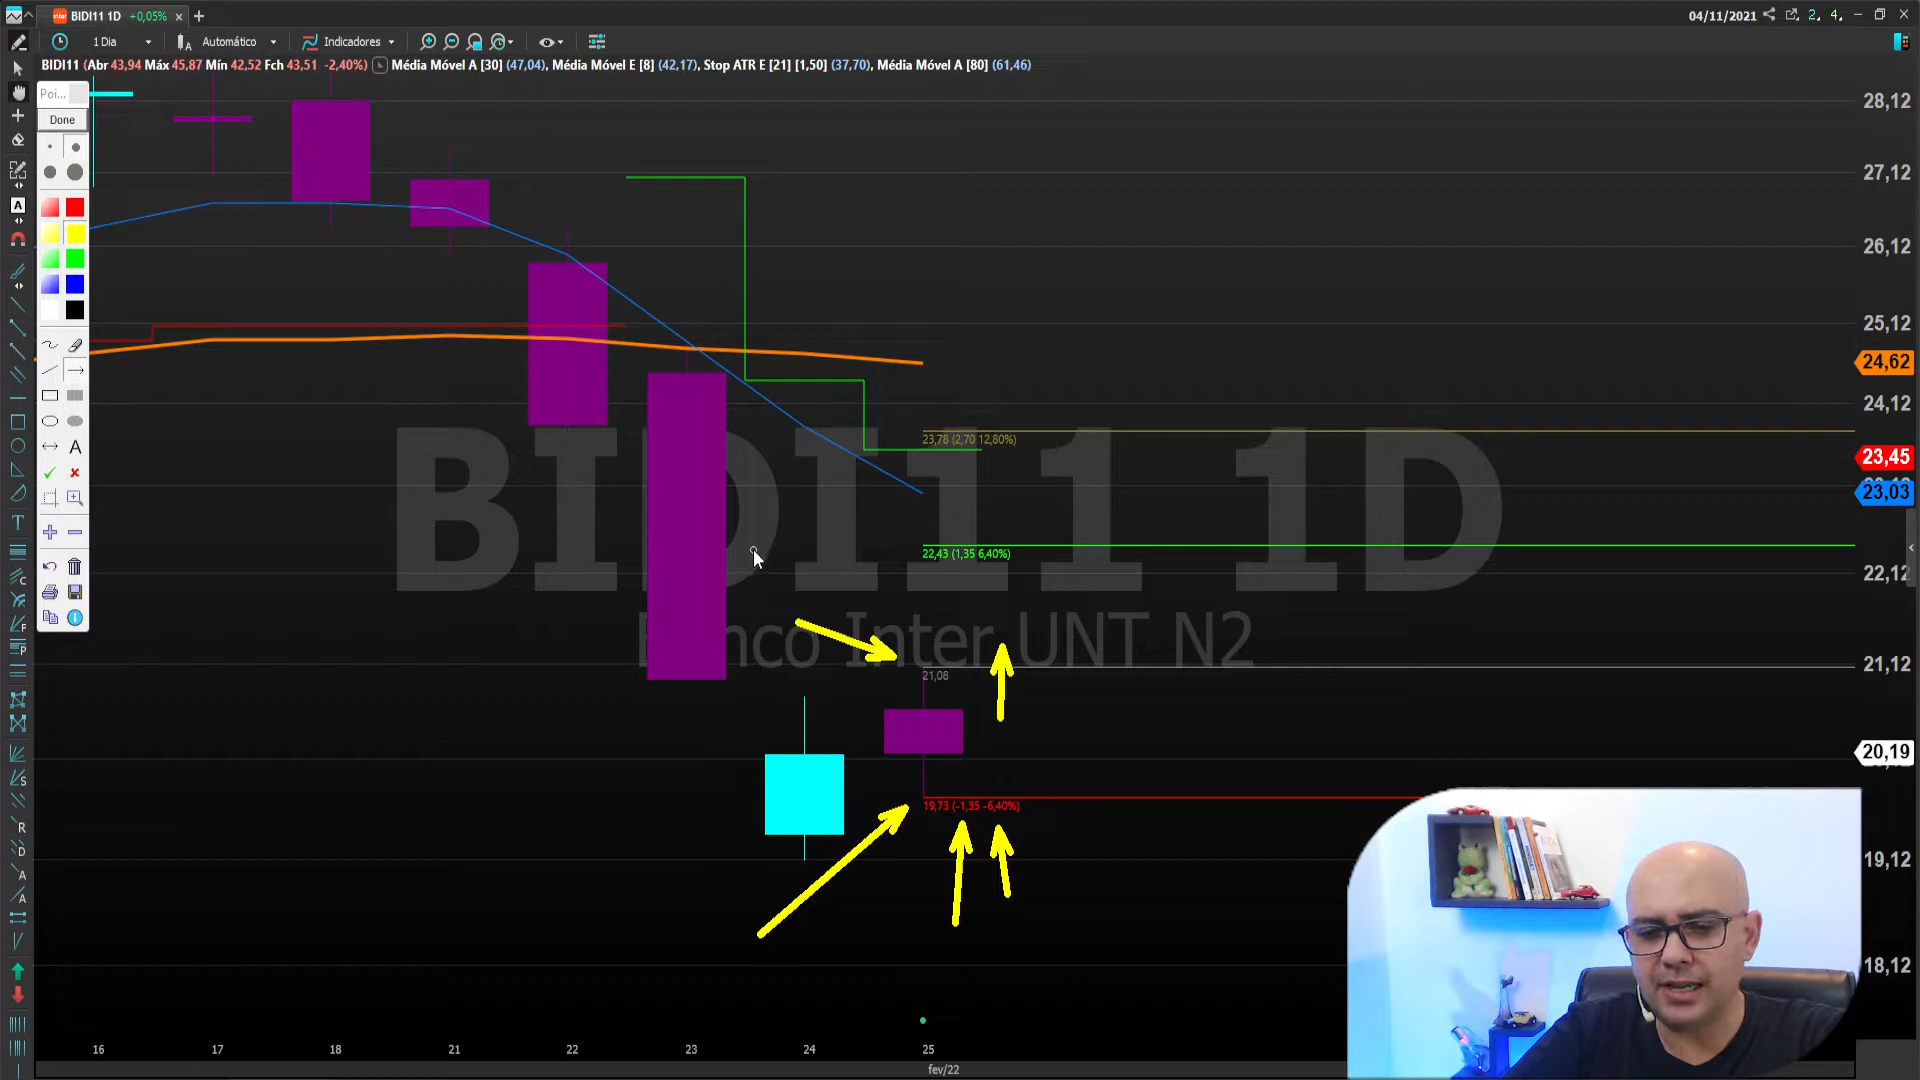 BIDI11 1D +0,05%
04/11/2021
1 Dia
Automático
Indicadores
BIDI11 (Abr 43,94 Máx 45,87 Mín 42,52 Fch 43,51 -2,40%) Média Móvel A [30] (47,04), Média Móvel E [8] (42,17), Stop ATR E [21] [1,50] (37,70), Média Móvel A [80] (61,46)
Poi...
Done
28,12
27,12
26,12
25,12
24,62
24,12
23,78 (2,70 12,80%)
23,45
23,03
BIDI11 1D
22,43 (1,35 6,40%)
22,12
Banco Inter UNT N2
21,12
21,08
20,19
19,73 (-1,35 -6,40%)
19,12
18,12
16 17 18 21 22 23 24 25
fev/22